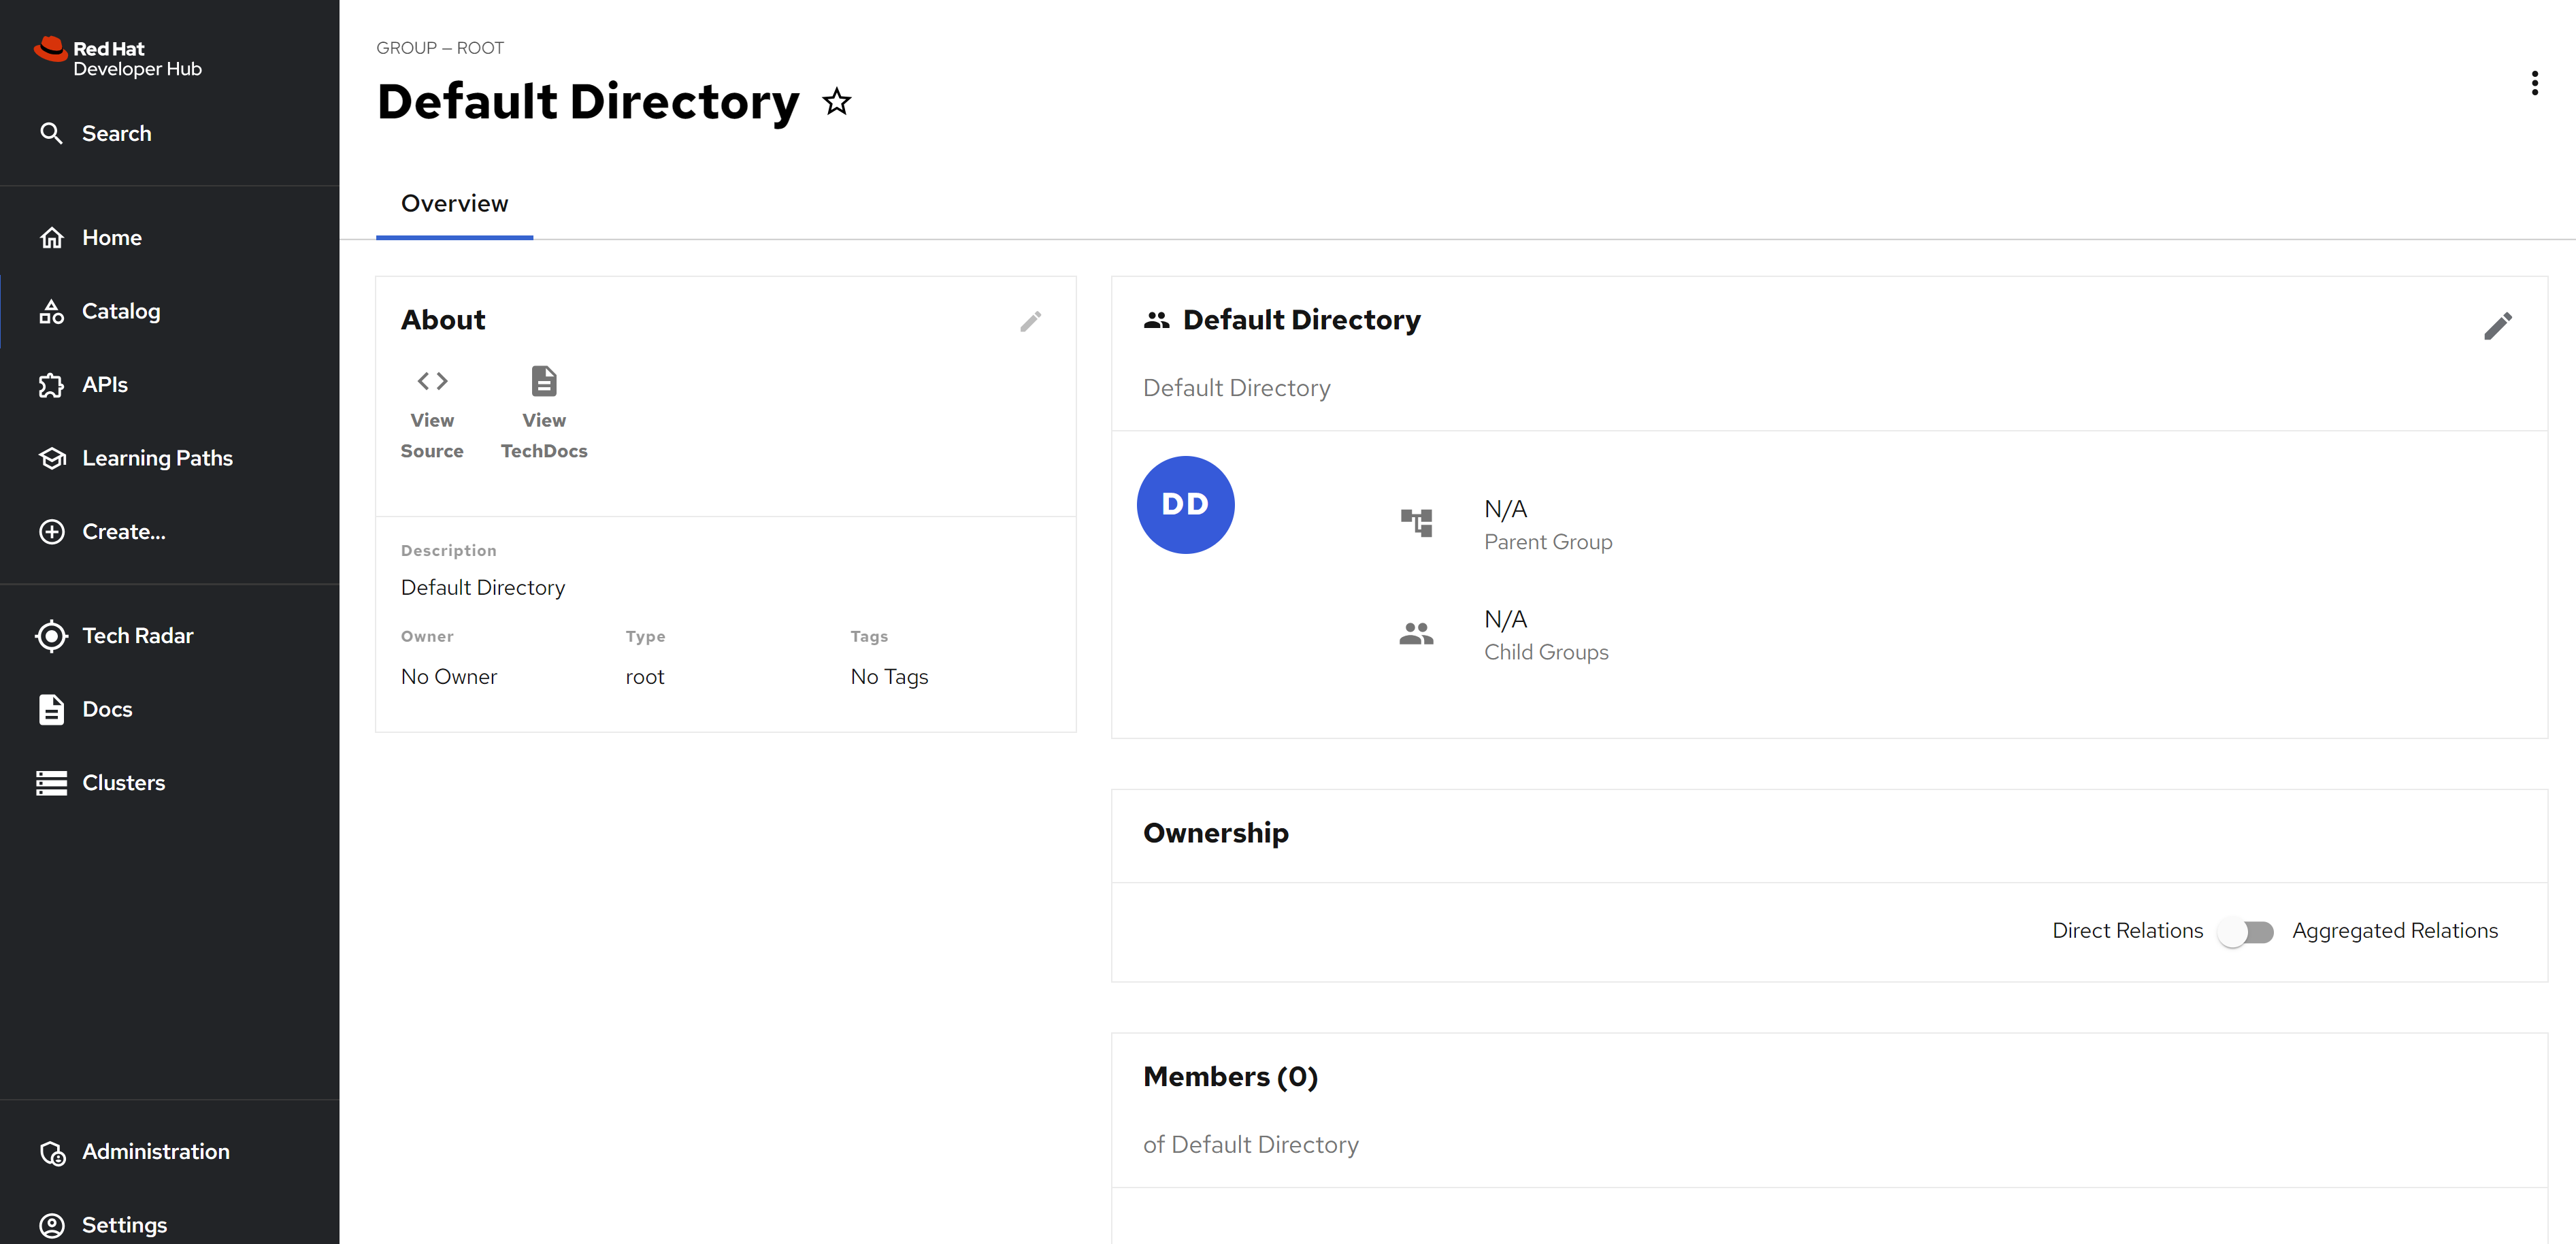 Red Hat
Developer Hub
Search
Home
Catalog
APIs
Learning Paths
Create...
Tech Radar
Docs
Clusters
Administration
Settings
GROUP — ROOT
Default Directory
Overview
About
View
Source
View
TechDocs
Description
Default Directory
Owner
Type
Tags
No Owner
root
No Tags
Default Directory
Default Directory
DD
N/A
Parent Group
N/A
Child Groups
Ownership
Direct Relations
Aggregated Relations
Members (0)
of Default Directory